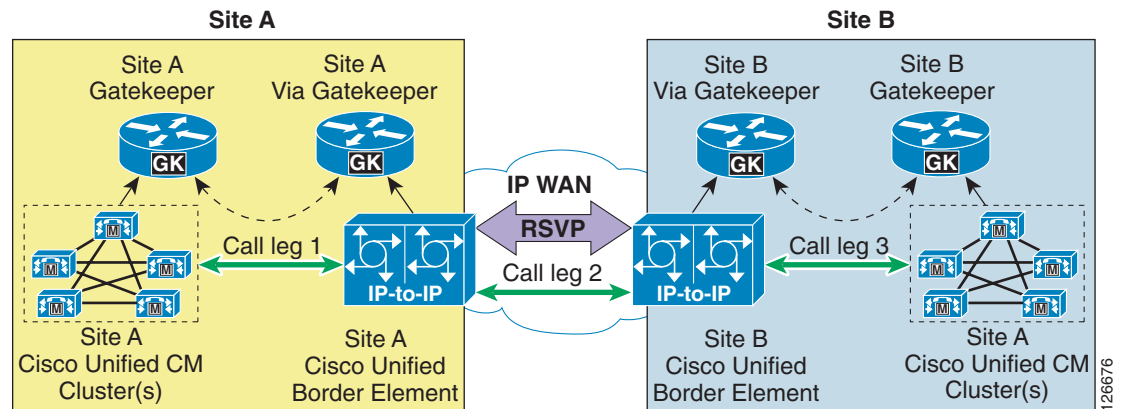 Site A
Site B
Site A
Gatekeeper
Site A
Via Gatekeeper
Site B
Via Gatekeeper
Site B
Gatekeeper
GK
GK
GK
GK
IP WAN
RSVP
Call leg 1
Call leg 2
Call leg 3
M
M
M
M
M
M
M
M
M
M
IP-to-IP
IP-to-IP
Site A
Cisco Unified CM
Cluster(s)
Site A
Cisco Unified
Border Element
Site B
Cisco Unified
Border Element
Site A
Cisco Unified CM
Cluster(s)
126676